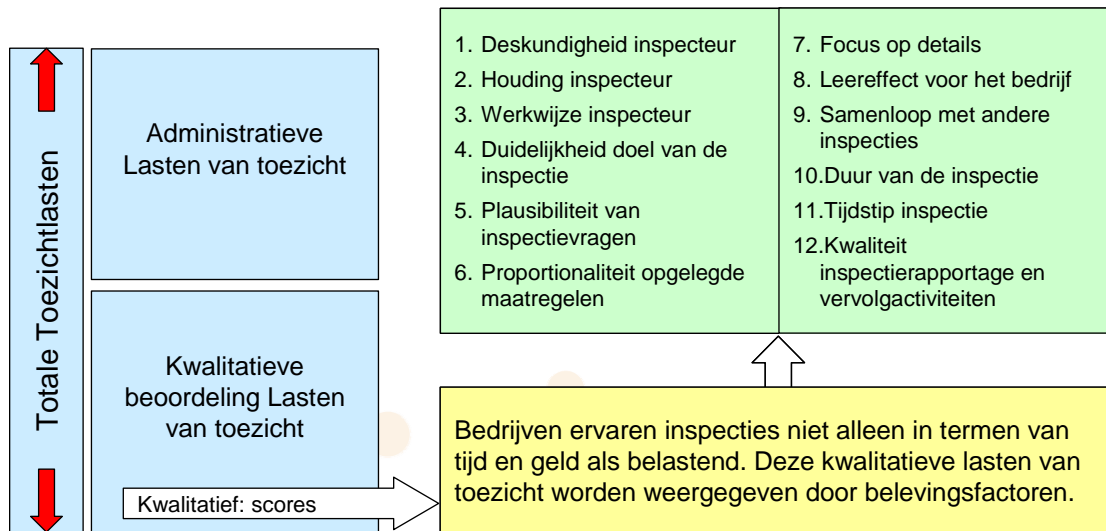 Totale Toezichtlasten
Administratieve
Lasten van toezicht
Kwalitatieve
beoordeling Lasten
van toezicht
Kwalitatief: scores
1. Deskundigheid inspecteur
2. Houding inspecteur
3. Werkwijze inspecteur
4. Duidelijkheid doel van de
inspectie
5. Plausibiliteit van
inspectievragen
6. Proportionaliteit opgelegde
maatregelen
7. Focus op details
8. Leereffect voor het bedrijf
9. Samenloop met andere
inspecties
10.Duur van de inspectie
11.Tijdstip inspectie
12.Kwaliteit
inspectierapportage en
vervolgactiviteiten
Bedrijven ervaren inspecties niet alleen in termen van
tijd en geld als belastend. Deze kwalitatieve lasten van
toezicht worden weergegeven door belevingsfactoren.